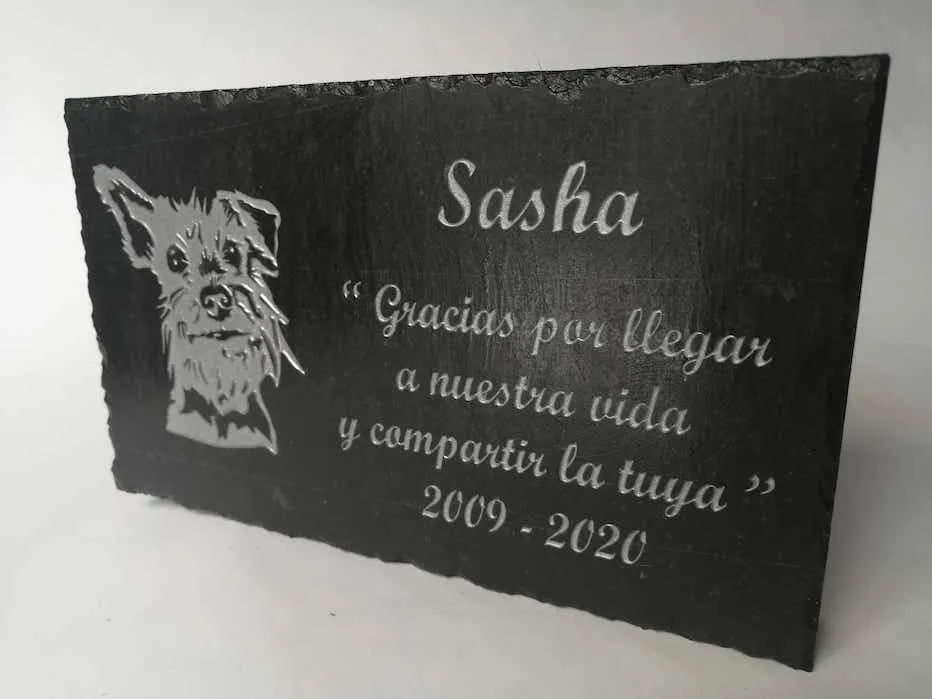 Sasha
“ Gracias por llegar
a nuestra vida
y compartir la tuya ”
2009 - 2020